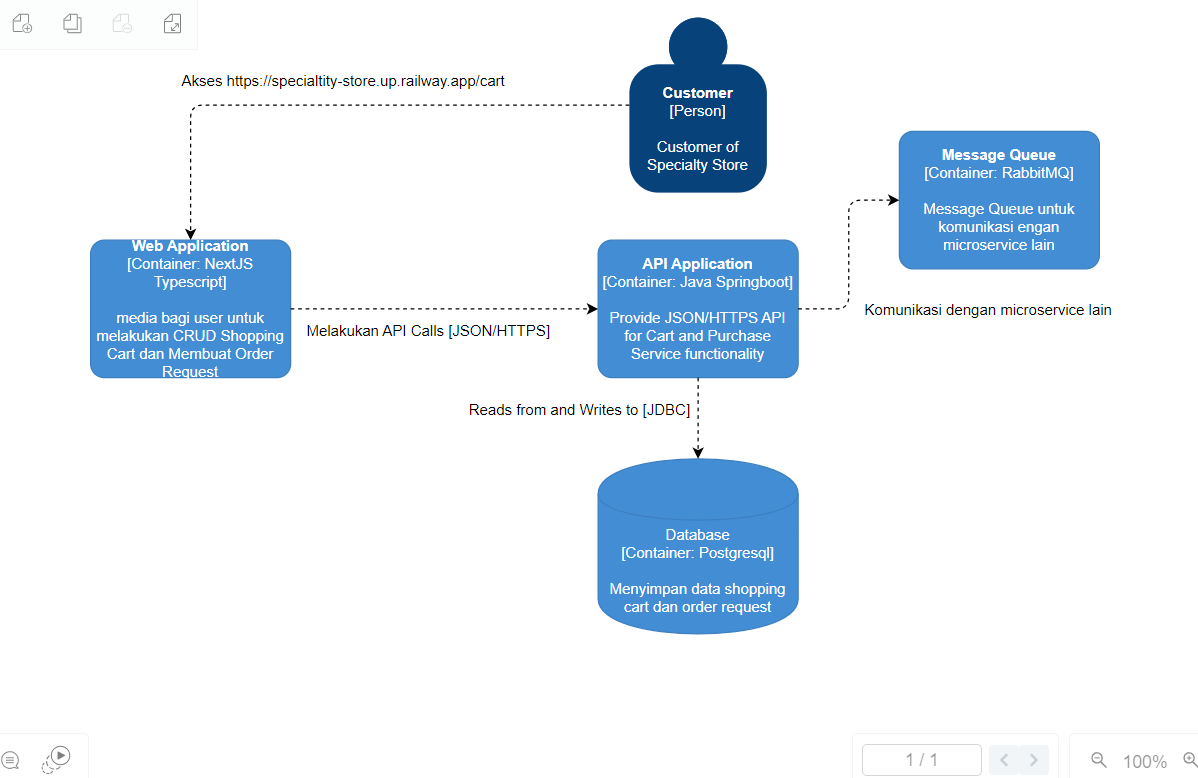 Akses https://specialtity-store.up.railway.app/cart
Customer
[Person]
Customer of
Specialty Store
Message Queue
[Container: RabbitMQ]
Message Queue untuk
komunikasi engan
microservice lain
Web Application
[Container: NextJS
Typescript]
media bagi user untuk
melakukan CRUD Shopping
Cart dan Membuat Order
Request
Melakukan API Calls [JSON/HTTPS]
API Application
[Container: Java Springboot]
Provide JSON/HTTPS API
for Cart and Purchase
Service functionality
Komunikasi dengan microservice lain
Reads from and Writes to [JDBC]
Database
[Container: Postgresql]
Menyimpan data shopping
cart dan order request
1 / 1
100%